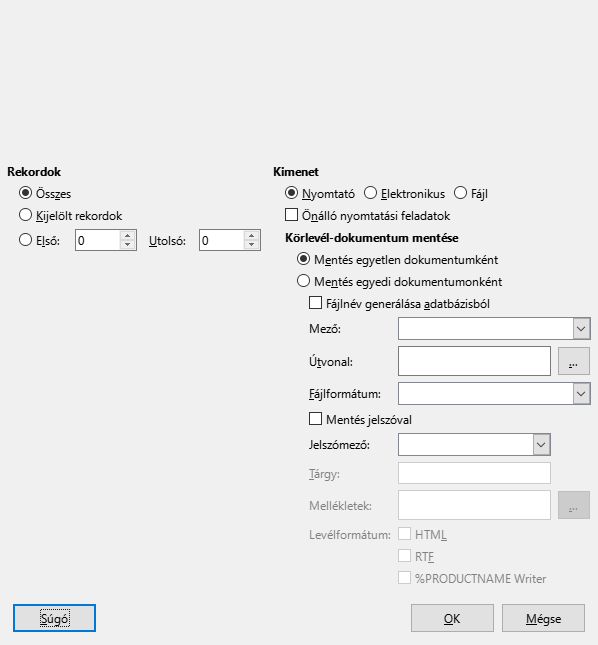 Rekordok
Összes
Kijelölt rekordok
Első: 0 Utolsó: 0
Kimenet
Nyomtató Elektronikus Fájl
Önálló nyomtatási feladatok
Körlevél-dokumentum mentése
Mentés egyetlen dokumentumként
Mentés egyedi dokumentumonként
Fájlnév generálása adatbázisból
Mező:
Útvonal: ...
Fájlformátum:
Mentés jelszóval
Jelszómező:
Tárgy:
Mellékletek: ...
Levélformátum: HTML
RTF
%PRODUCTNAME Writer
Súgó OK Mégse